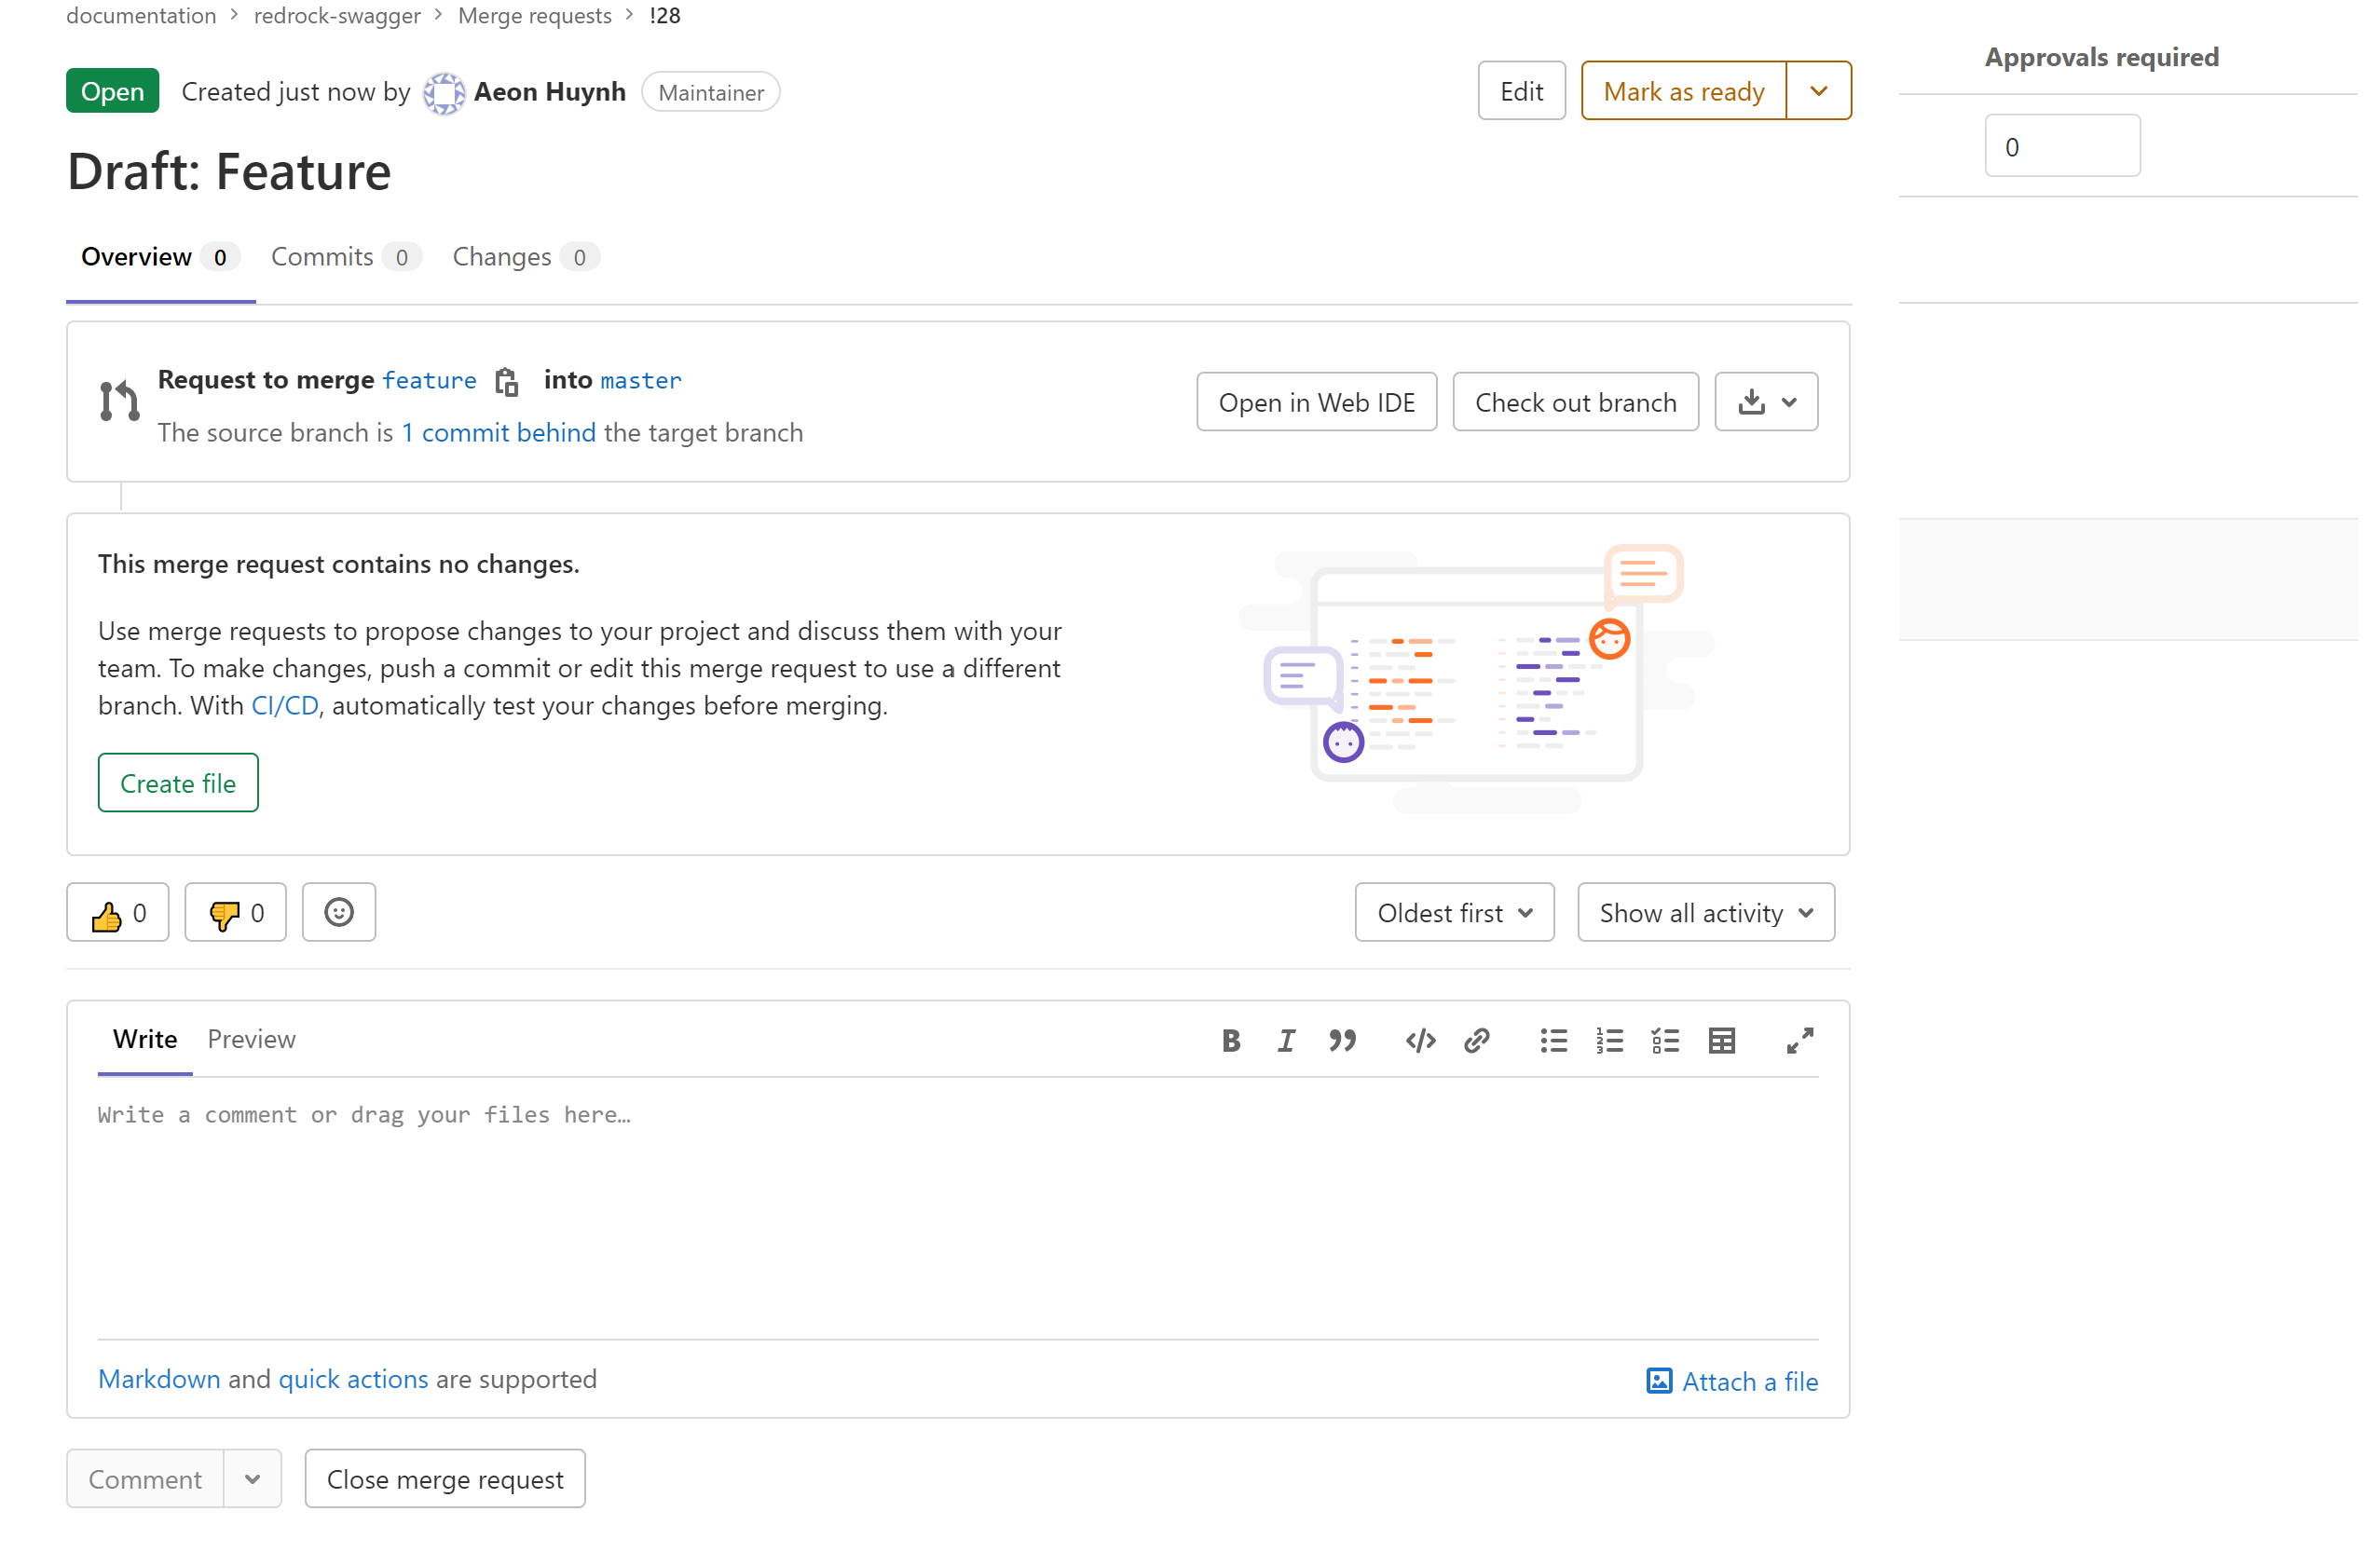 documentation > redrock-swagger > Merge requests > !28
Approvals required
Open Created just now by Aeon Huynh Maintainer Edit Mark as ready
0
Draft: Feature
Overview 0 Commits 0 Changes 0
Request to merge feature into master
The source branch is 1 commit behind the target branch
Open in Web IDE Check out branch
This merge request contains no changes.
Use merge requests to propose changes to your project and discuss them with your
team. To make changes, push a commit or edit this merge request to use a different
branch. With CI/CD, automatically test your changes before merging.
Create file
0 0 Oldest first Show all activity
Write Preview
Write a comment or drag your files here…
Markdown and quick actions are supported Attach a file
Comment Close merge request